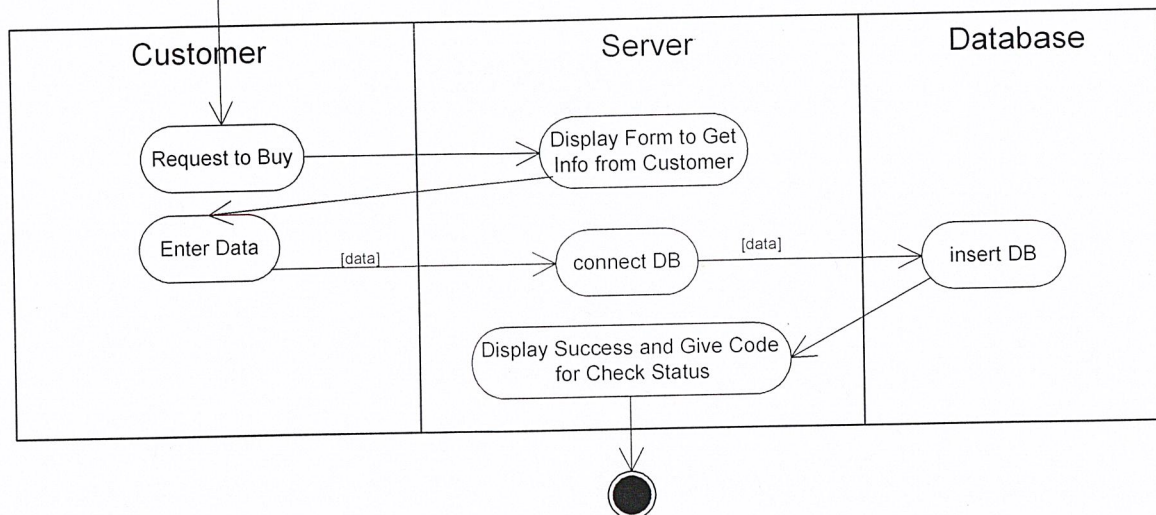 Customer
Server
Database
Request to Buy
Display Form to Get
Info from Customer
Enter Data
[data]
connect DB
[data]
insert DB
Display Success and Give Code
for Check Status